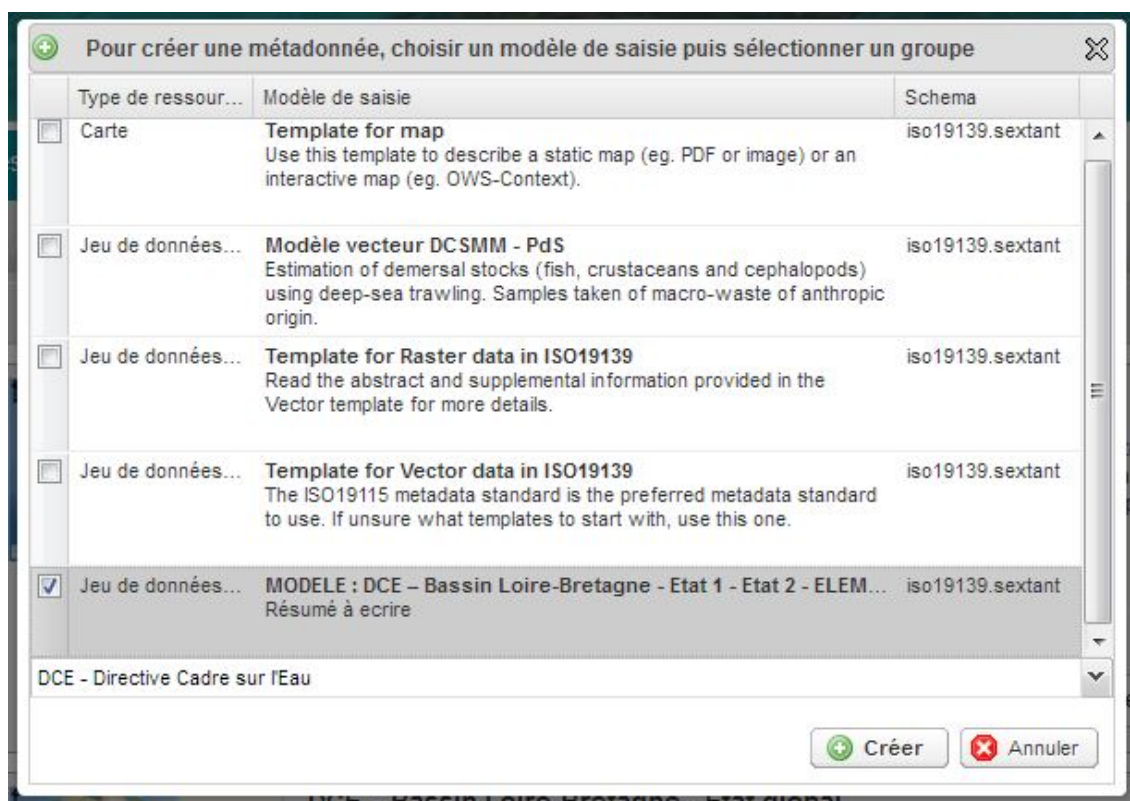 Pour créer une métadonnée, choisir un modèle de saisie puis sélectionner un groupe
Type de ressour... Modèle de saisie Schema
Carte Template for map iso19139.sextant
Use this template to describe a static map (eg. PDF or image) or an
interactive map (eg. OWS-Context).
Jeu de données... Modèle vecteur DCSMM - PdS iso19139.sextant
Estimation of demersal stocks (fish, crustaceans and cephalopods)
using deep-sea trawling. Samples taken of macro-waste of anthropic
origin.
Jeu de données... Template for Raster data in ISO19139 iso19139.sextant
Read the abstract and supplemental information provided in the
Vector template for more details.
Jeu de données... Template for Vector data in ISO19139 iso19139.sextant
The ISO19115 metadata standard is the preferred metadata standard
to use. If unsure what templates to start with, use this one.
Jeu de données... MODELE : DCE – Bassin Loire-Bretagne - Etat 1 - Etat 2 - ELEM... iso19139.sextant
Résumé à ecrire
DCE - Directive Cadre sur l'Eau
Créer Annuler
DCE - Bassin Loire-Bretagne - Etat global